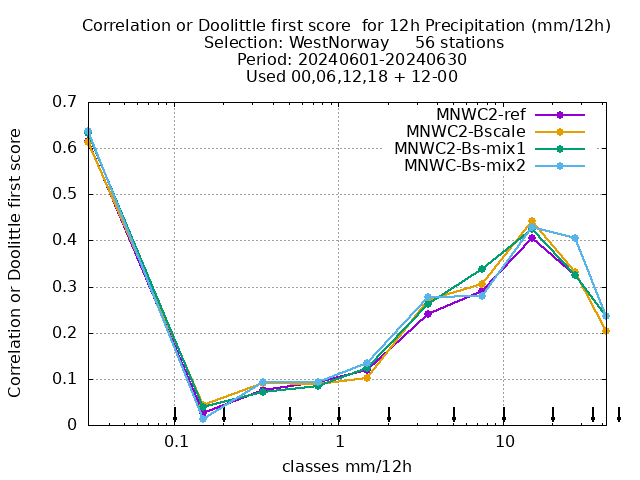 Correlation or Doolittle first score  for 12h Precipitation (mm/12h)
Selection: WestNorway     56 stations
Period: 20240601-20240630
Used 00,06,12,18 + 12-00
Correlation or Doolittle first score
0.7
0.6
0.5
0.4
0.3
0.2
0.1
0
MNWC2-ref
MNWC2-Bscale
MNWC2-Bs-mix1
MNWC-Bs-mix2
0.1
1
10
classes mm/12h